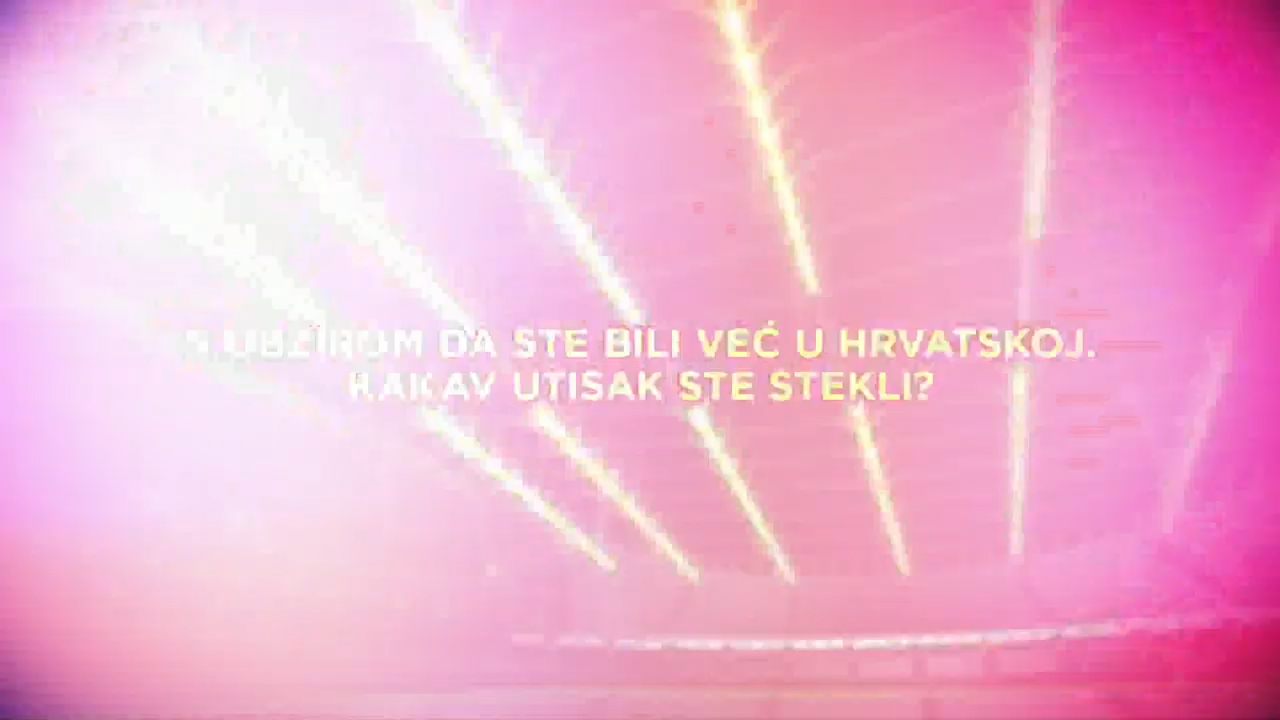 S OBZIROM DA STE BILI VEĆ U HRVATSKOJ.
KAKAV UTISAK STE STEKLI?